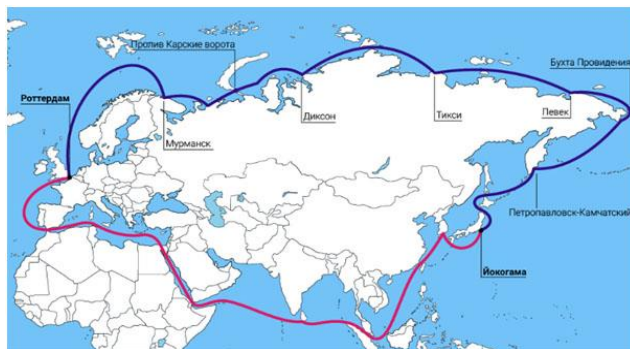 Пролив Карские ворота
Бухта Провидения
Роттердам
Диксон
Тикси
Певек
Мурманск
Петропавловск-Камчатский
Йокогама